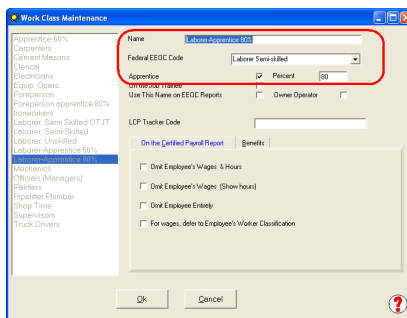 Work Class Maintenance
Apprentice-60%
Carpenters
Cement Masons
Clerical
Electricians
Equip. Opers.
Foreperson
Foreperson apprentice 80%
Ironworkers
Laborer, Semi Skilled OTJT
Laborer, Semi-Skilled
Laborer, Unskilled
Laborer-Apprentice 50%
Laborer-Apprentice 80%
Mechanics
Officials (Managers)
Painters
Pipefitter Plumber
Shop Time
Supervisors
Truck Drivers
Name Laborer-Apprentice 80%
Federal EEOC Code Laborer Semi-skilled
Apprentice Percent 80
On the Job Trainee
Use This Name on EEOC Reports Owner Operator
LCP Tracker Code
On the Certified Payroll Report Benefits
Omit Employee's Wages & Hours
Omit Employee's Wages (Show hours)
Omit Employee Entirely
For wages, defer to Employee's Worker Classification
Ok Cancel
?